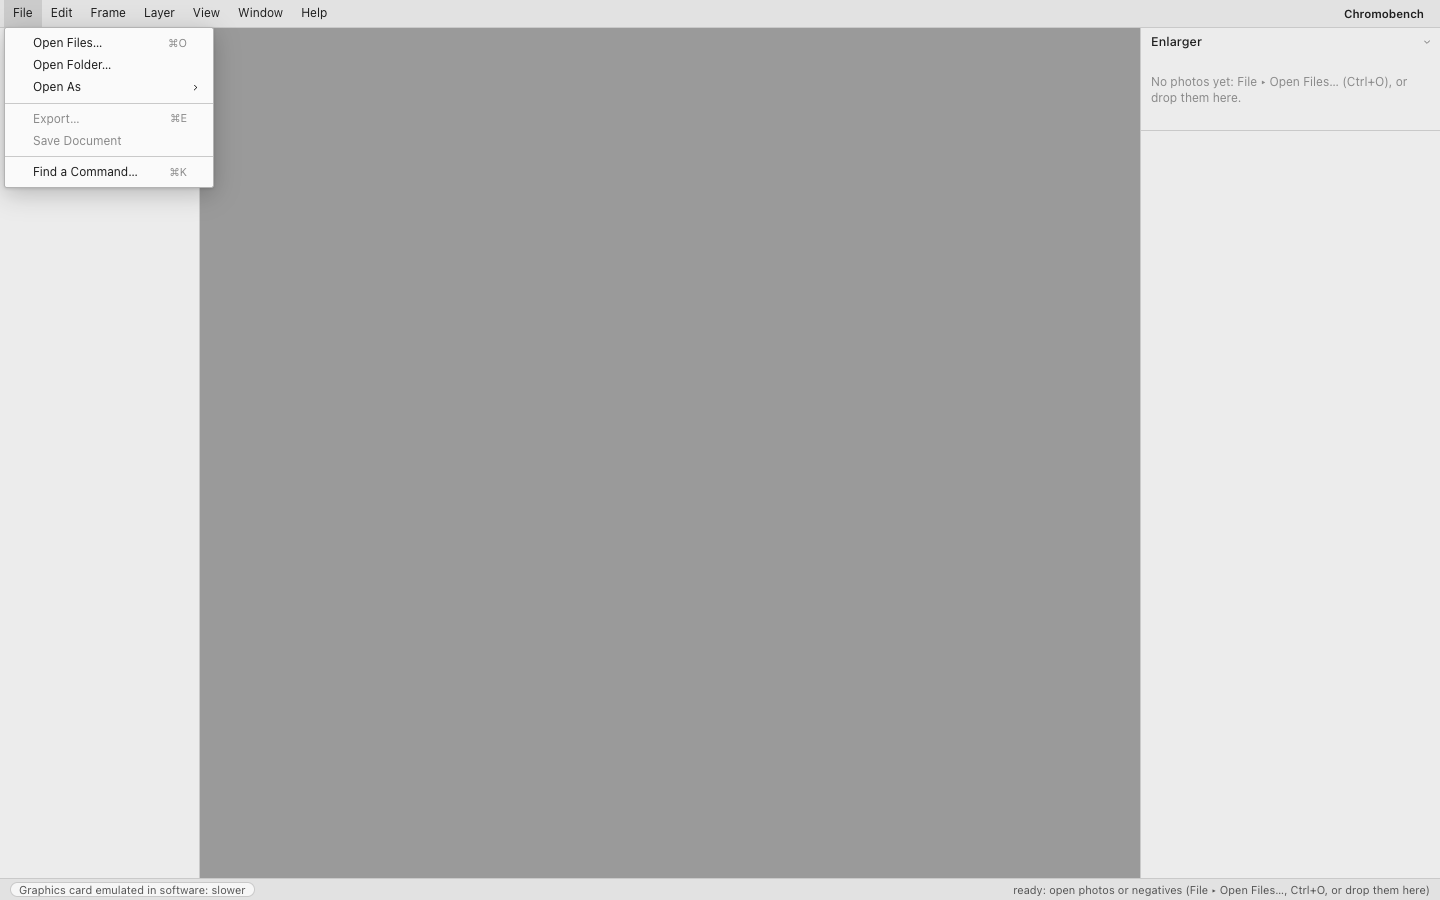 File Edit Frame Layer View Window Help Chromobench
Open Files... ⌘O
Open Folder...
Open As ›
Export... ⌘E
Save Document
Find a Command... ⌘K
Enlarger
No photos yet: File ‣ Open Files... (Ctrl+O), or
drop them here.
Graphics card emulated in software: slower
ready: open photos or negatives (File ‣ Open Files..., Ctrl+O, or drop them here)